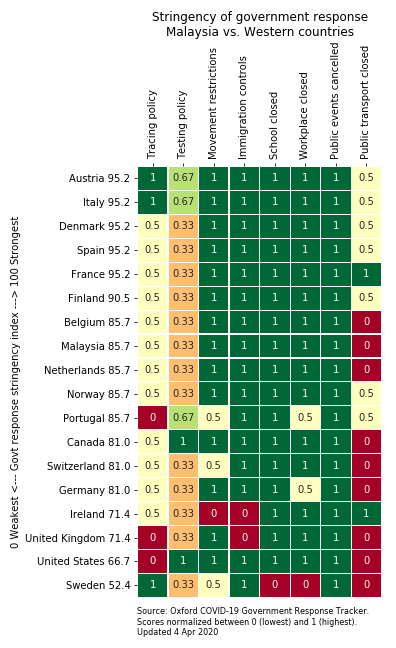 Stringency of government response
Malaysia vs. Western countries
Tracing policy
Testing policy
Movement restrictions
Immigration controls
School closed
Workplace closed
Public events cancelled
Public transport closed
0 Weakest <--- Govt response stringency index ---> 100 Strongest
Austria 95.2 1 0.67 1 1 1 1 1 0.5
Italy 95.2 1 0.67 1 1 1 1 1 0.5
Denmark 95.2 0.5 0.33 1 1 1 1 1 0.5
Spain 95.2 0.5 0.33 1 1 1 1 1 0.5
France 95.2 0.5 0.33 1 1 1 1 1 1
Finland 90.5 0.5 0.33 1 1 1 1 1 0.5
Belgium 85.7 0.5 0.33 1 1 1 1 1 0
Malaysia 85.7 0.5 0.33 1 1 1 1 1 0
Netherlands 85.7 0.5 0.33 1 1 1 1 1 0
Norway 85.7 0.5 0.33 1 1 1 1 1 0.5
Portugal 85.7 0 0.67 0.5 1 1 0.5 1 0.5
Canada 81.0 0.5 1 1 1 1 1 1 0
Switzerland 81.0 0.5 0.33 0.5 1 1 1 1 0
Germany 81.0 0.5 0.33 1 1 1 0.5 1 0
Ireland 71.4 0.5 0.33 0 0 1 1 1 1
United Kingdom 71.4 0 0.33 1 0 1 1 1 0
United States 66.7 0 1 1 1 1 1 1 0
Sweden 52.4 1 0.33 0.5 1 0 0 1 0
Source: Oxford COVID-19 Government Response Tracker.
Scores normalized between 0 (lowest) and 1 (highest).
Updated 4 Apr 2020